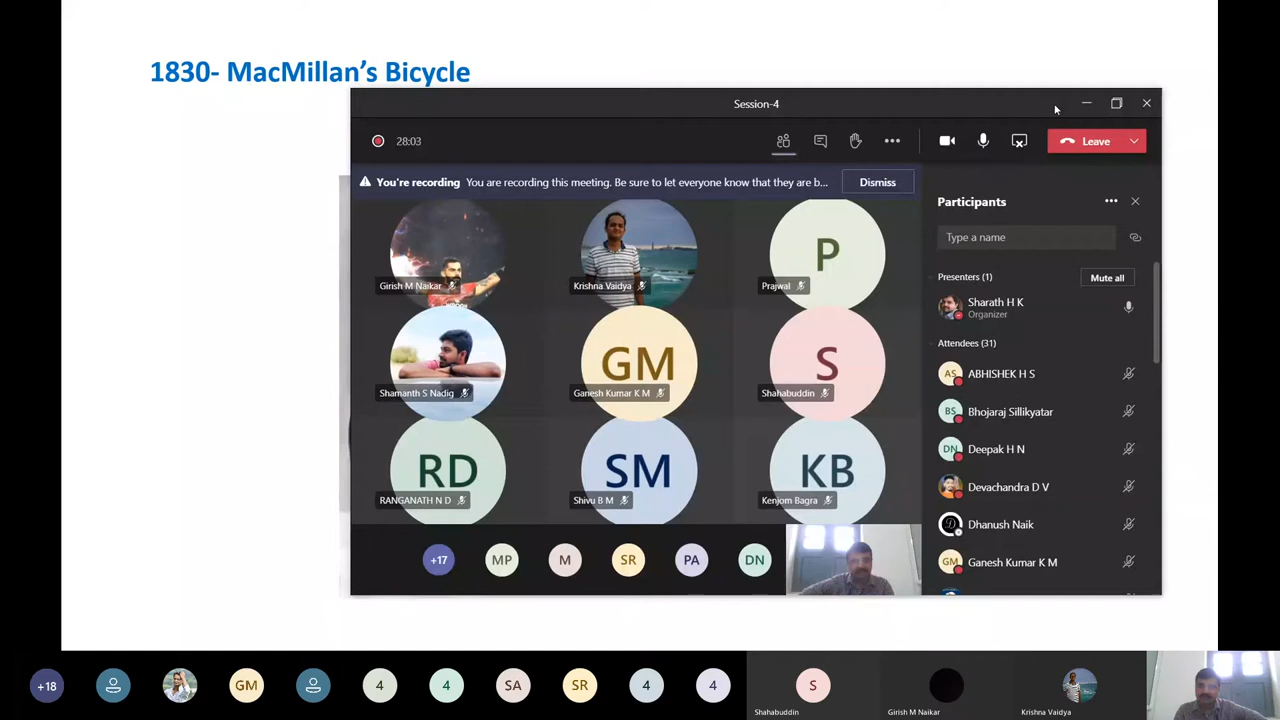 1830- MacMillan's Bicycle
Session-4
28:03
Leave
You're recording You are recording this meeting. Be sure to let everyone know that they are b...
Dismiss
Participants
Type a name
Presenters (1)
Mute all
Sharath H K
Organizer
Attendees (31)
AS ABHISHEK H S
BS Bhojaraj Sillikyatar
DN Deepak H N
Devachandra D V
D Dhanush Naik
GM Ganesh Kumar K M
Girish M Naikar
Krishna Vaidya
P
Prajwal
Shamanth S Nadig
GM
Ganesh Kumar K M
S
Shahabuddin
RD
RANGANATH N D
SM
Shivu B M
KB
Kenjom Bagra
+17 MP M SR PA DN
+18 GM 4 4 SA SR 4 4 S
Shahabuddin
Girish M Naikar
Krishna Vaidya